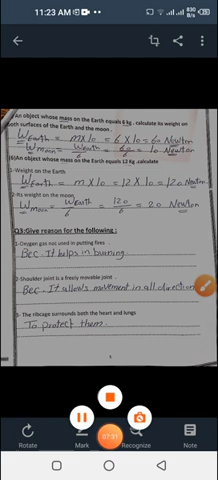 11:23 AM
830 B/s
An object whose mass on the Earth equals 6 kg , calculate its weight on
both surfaces of the Earth and the moon .
WEarth = m X 10 = 6 X 10 = 60 Newton
Wmoon = WEarth/6 = 60/6 = 10 Newton
(6)An object whose mass on the Earth equals 12 Kg ,calculate
1-Weight on the Earth
WEarth = m X 10 = 12 X 10 = 120 Newton
2-Its weight on the moon
Wmoon = WEarth/6 = 120/6 = 20 Newton
Q3:Give reason for the following :
1-Oxygen gas not used in putting fires .
Bec. It helps in burning.
2-Shoulder joint is a freely movable joint .
Bec. It allows movement in all direction
3- The ribcage surrounds both the heart and lungs
To protect them.
07:31
Rotate
Recognize
Note